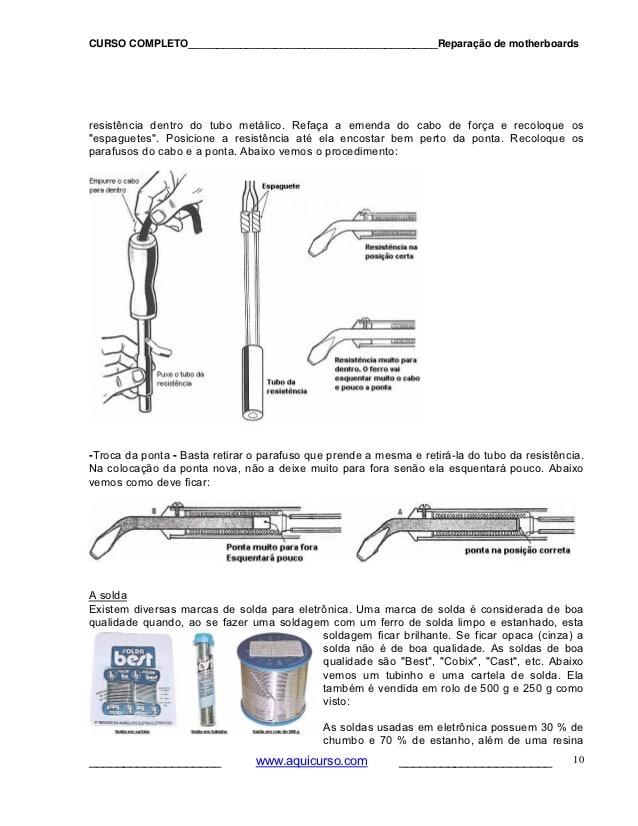 CURSO COMPLETO__________________________________________Reparação de motherboards
resistência dentro do tubo metálico. Refaça a emenda do cabo de força e recoloque os
"espaguetes". Posicione a resistência até ela encostar bem perto da ponta. Recoloque os
parafusos do cabo e a ponta. Abaixo vemos o procedimento:
Empurre o cabo
para dentro
Espaguete
Resistência na
posição certa
Puxe o tubo da
resistência
Tubo da
resistência
Resistência muito para
dentro. O ferro vai
esquentar muito o cabo
e pouco a ponta
-Troca da ponta - Basta retirar o parafuso que prende a mesma e retirá-la do tubo da resistência.
Na colocação da ponta nova, não a deixe muito para fora senão ela esquentará pouco. Abaixo
vemos como deve ficar:
B
Ponta muito para fora
Esquentará pouco
A
ponta na posição correta
A solda
Existem diversas marcas de solda para eletrônica. Uma marca de solda é considerada de boa
qualidade quando, ao se fazer uma soldagem com um ferro de solda limpo e estanhado, esta
soldagem ficar brilhante. Se ficar opaca (cinza) a
solda não é de boa qualidade. As soldas de boa
qualidade são "Best", "Cobix", "Cast", etc. Abaixo
vemos um tubinho e uma cartela de solda. Ela
também é vendida em rolo de 500 g e 250 g como
visto:
SOLDA
best
Solda em cartela
Solda em tubinho
Solda em rolo de 500 g
As soldas usadas em eletrônica possuem 30 % de
chumbo e 70 % de estanho, além de uma resina
____________________ www.aquicurso.com _______________________ 10